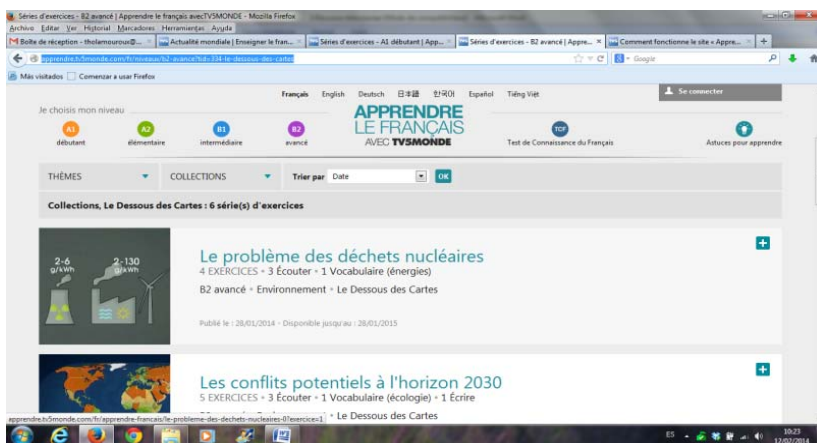 Séries d'exercices - B2 avancé | Apprendre le français avecTV5MONDE - Mozilla Firefox
Archivo Editar Ver Historial Marcadores Herramientas Ayuda
Boîte de réception - tholamouroux@... Actualité mondiale | Enseigner le fran... Séries d'exercices - A1 débutant | App... Séries d'exercices - B2 avancé | Appre... Comment fonctionne le site « Appre...
apprendre.tv5monde.com/fr/niveaux/b2-avance?tid=334-le-dessous-des-cartes Google
Más visitados Comenzar a usar Firefox
Français English Deutsch 日本語 한국어 Español Tiếng Việt Se connecter
Je choisis mon niveau
A1 A2 B1 B2 TCF
débutant élémentaire intermédiaire avancé Test de Connaissance du Français Astuces pour apprendre
APPRENDRE
LE FRANÇAIS
AVEC TV5MONDE
THÈMES COLLECTIONS Trier par Date OK
Collections, Le Dessous des Cartes : 6 série(s) d'exercices
2-6 2-130
g/kWh g/kWh
Le problème des déchets nucléaires
4 EXERCICES • 3 Écouter • 1 Vocabulaire (énergies)
B2 avancé • Environnement • Le Dessous des Cartes
Publié le : 28/01/2014 - Disponible jusqu'au : 28/01/2015
Les conflits potentiels à l'horizon 2030
5 EXERCICES • 3 Écouter • 1 Vocabulaire (écologie) • 1 Écrire
• Le Dessous des Cartes
apprendre.tv5monde.com/fr/apprendre-francais/le-probleme-des-dechets-nucleaires-0?exercice=1
ES 10:23
12/02/2014